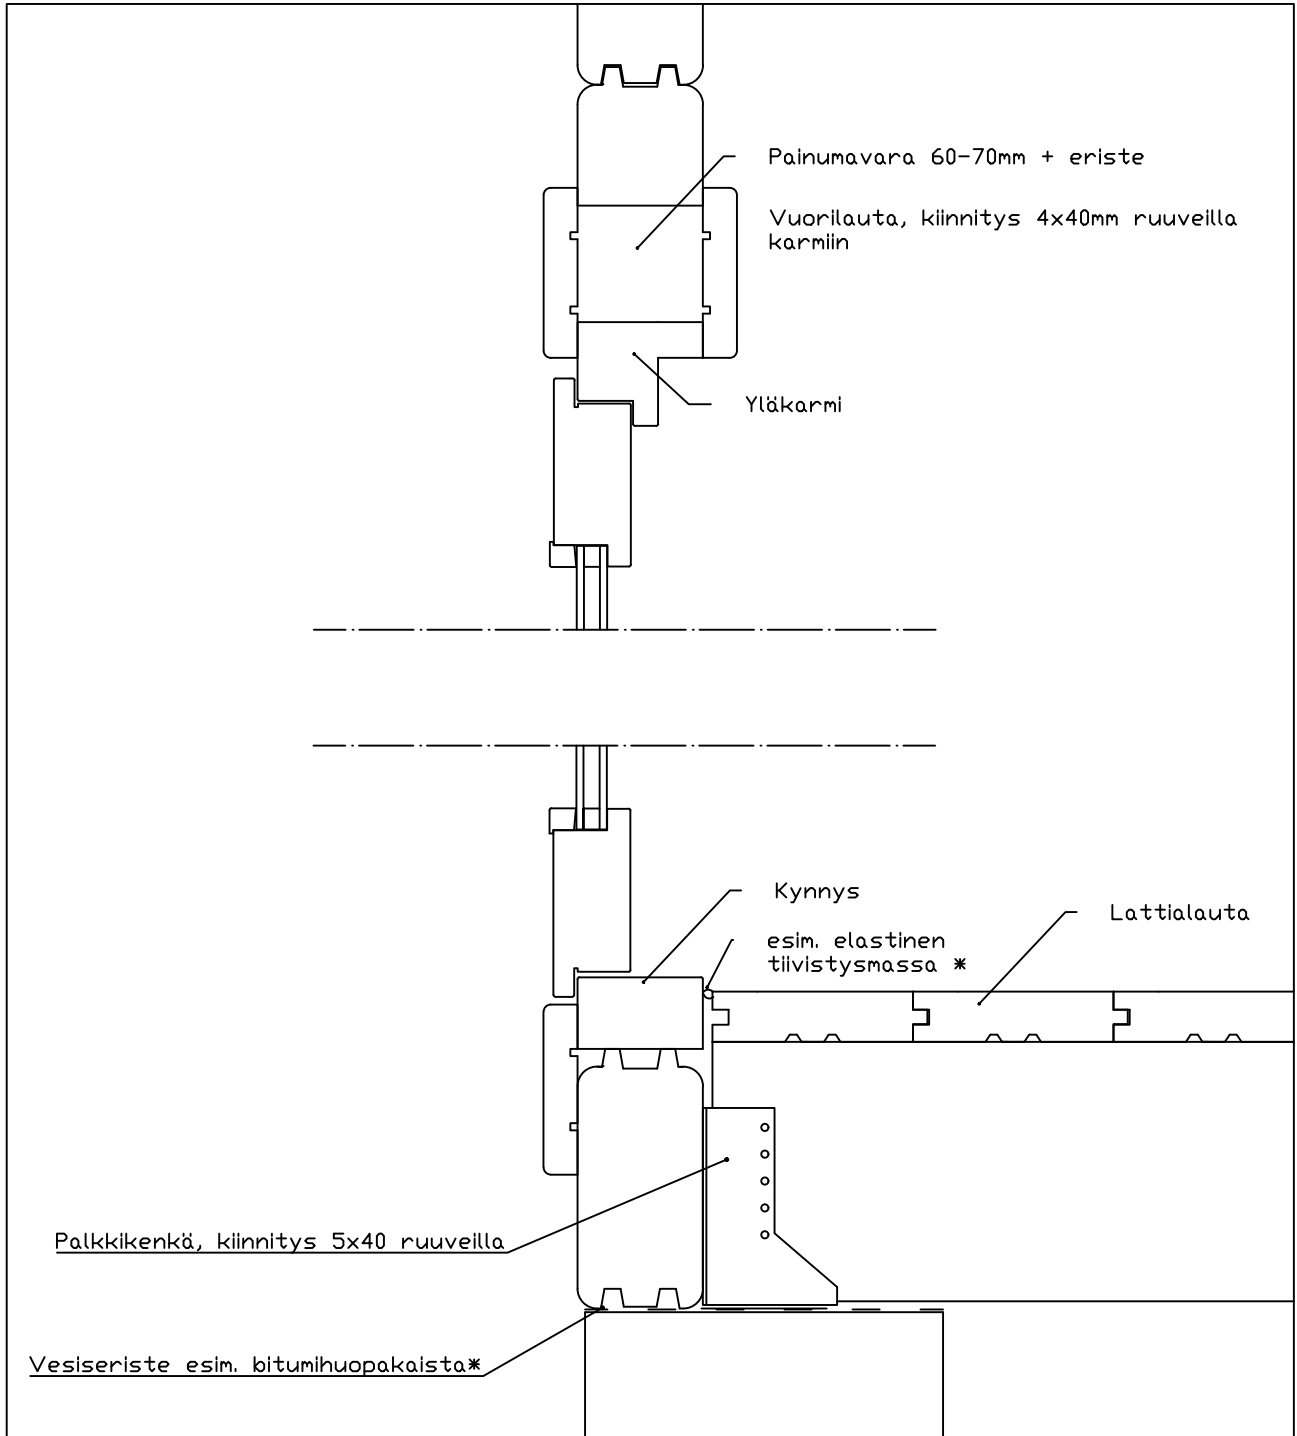 Painumavara 60-70mm + eriste
Vuorilauta, kiinnitys 4x40mm ruuveilla
karmiin
Yläkarmi
Kynnys
Lattialauta
esim. elastinen
tiivistysmassa *
Palkkikenkä, kiinnitys 5x40 ruuveilla
Vesiseriste esim. bitumihuopakaista*